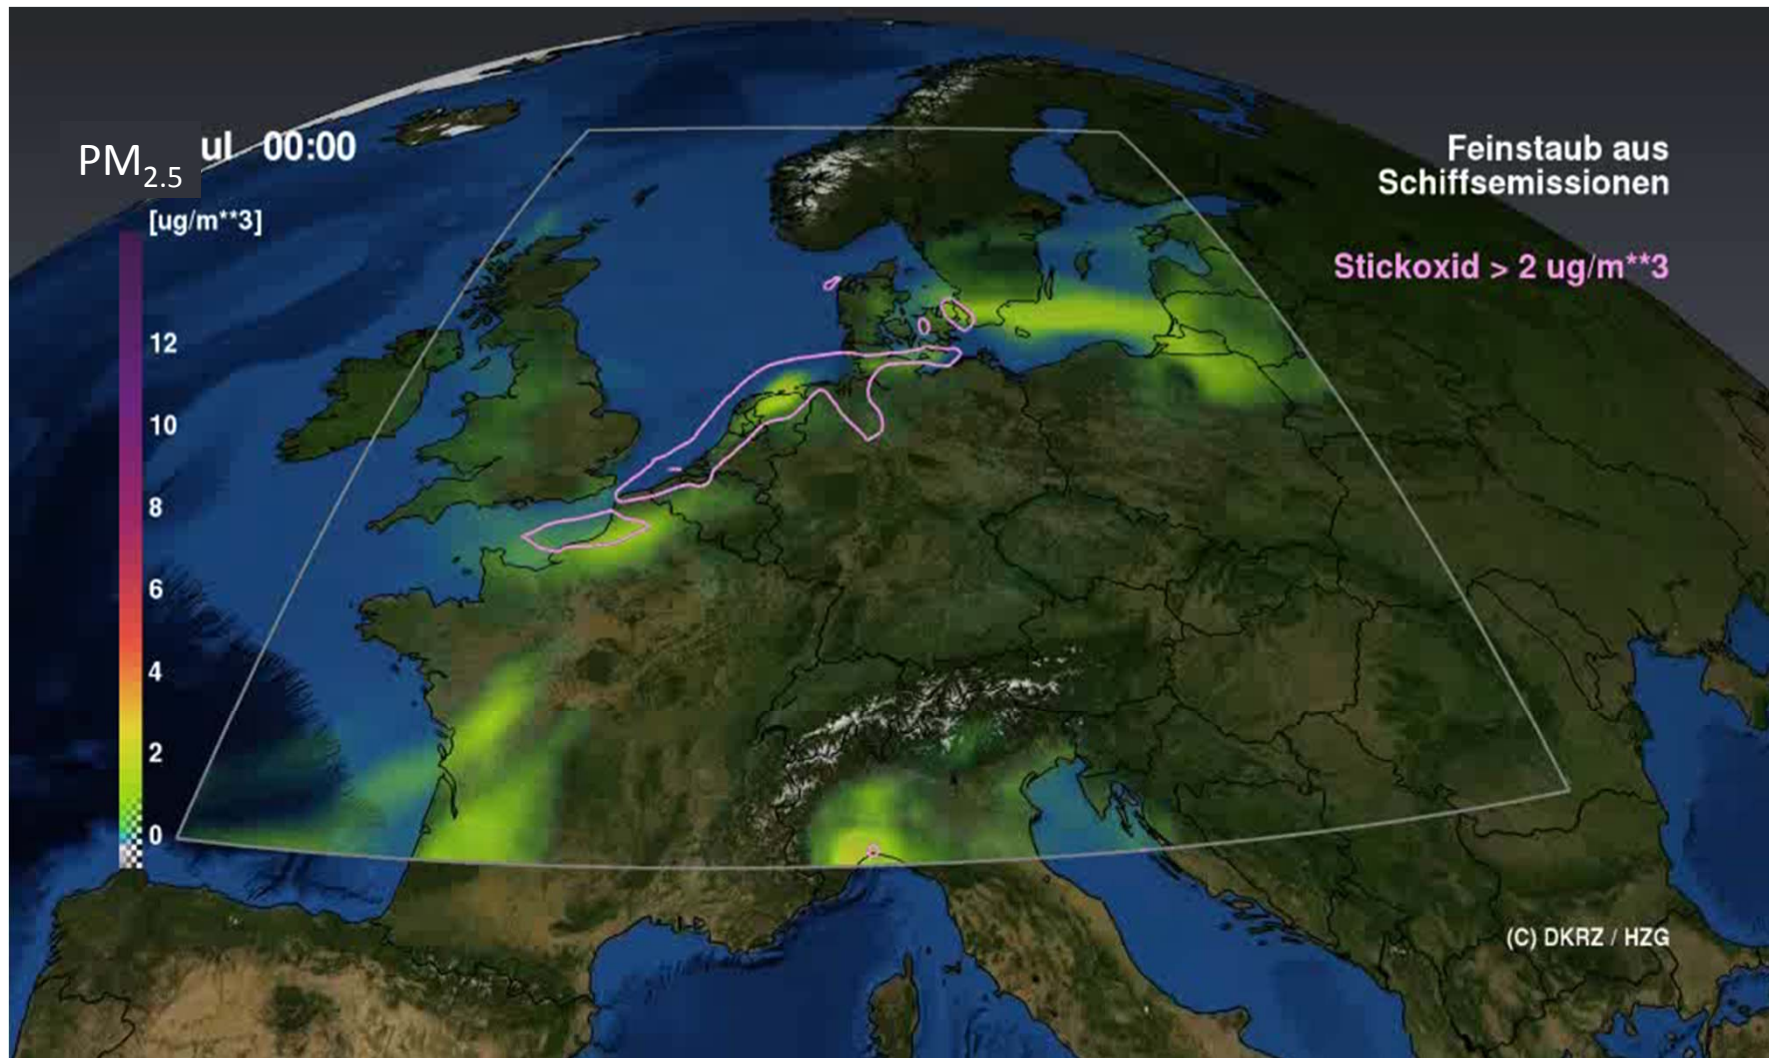 PM2.5
ul 00:00
[ug/m**3]
12
10
8
6
4
2
0
Feinstaub aus
Schiffsemissionen
Stickoxid > 2 ug/m**3
(C) DKRZ / HZG